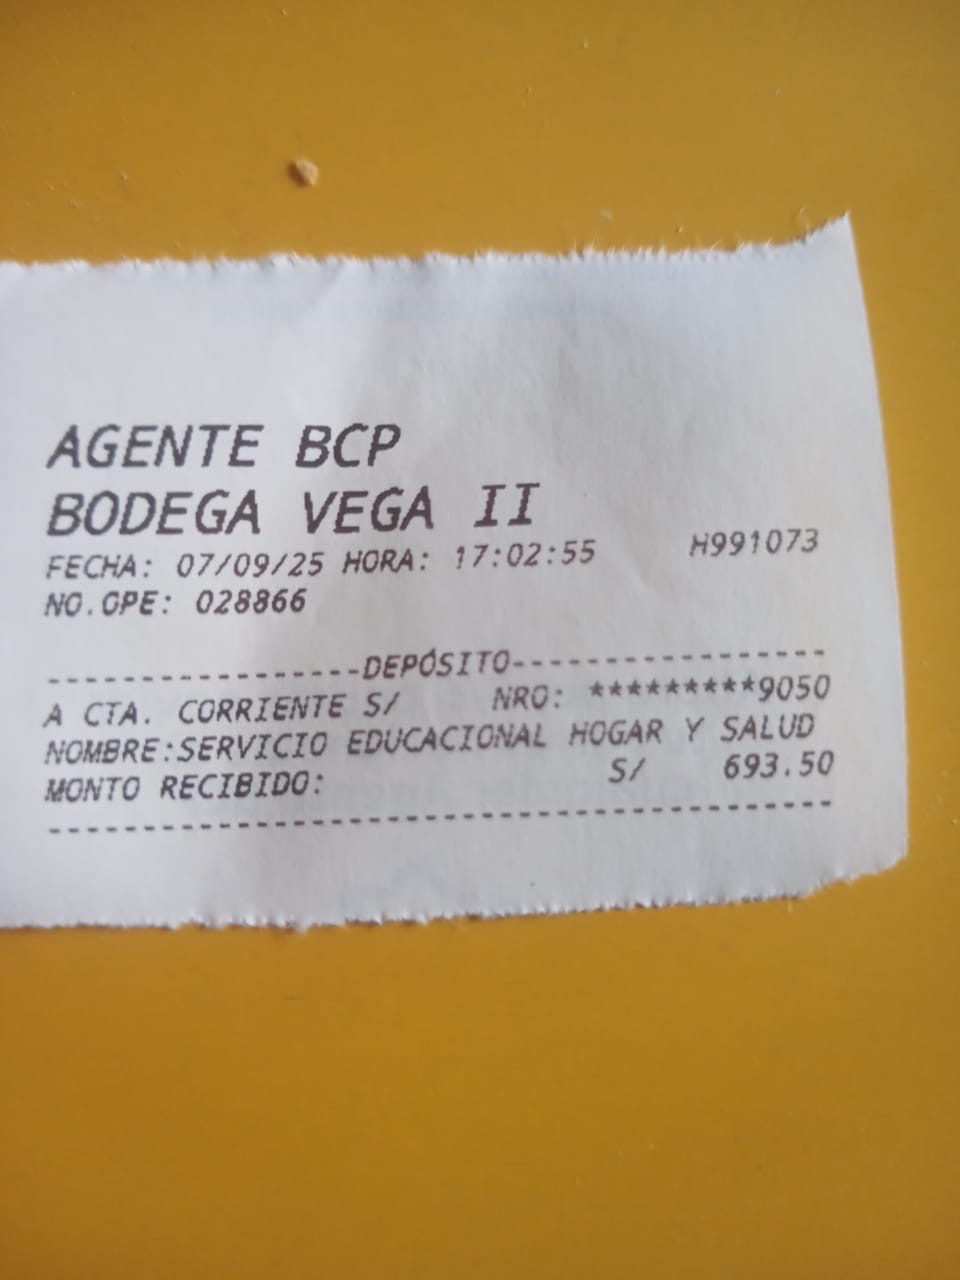 AGENTE BCP
BODEGA VEGA II
FECHA: 07/09/25 HORA: 17:02:55 H991073
NO.OPE: 028866
-----------------DEPÓSITO-----------------
A CTA. CORRIENTE S/ NRO: *********9050
NOMBRE:SERVICIO EDUCACIONAL HOGAR Y SALUD
MONTO RECIBIDO: S/ 693.50
------------------------------------------